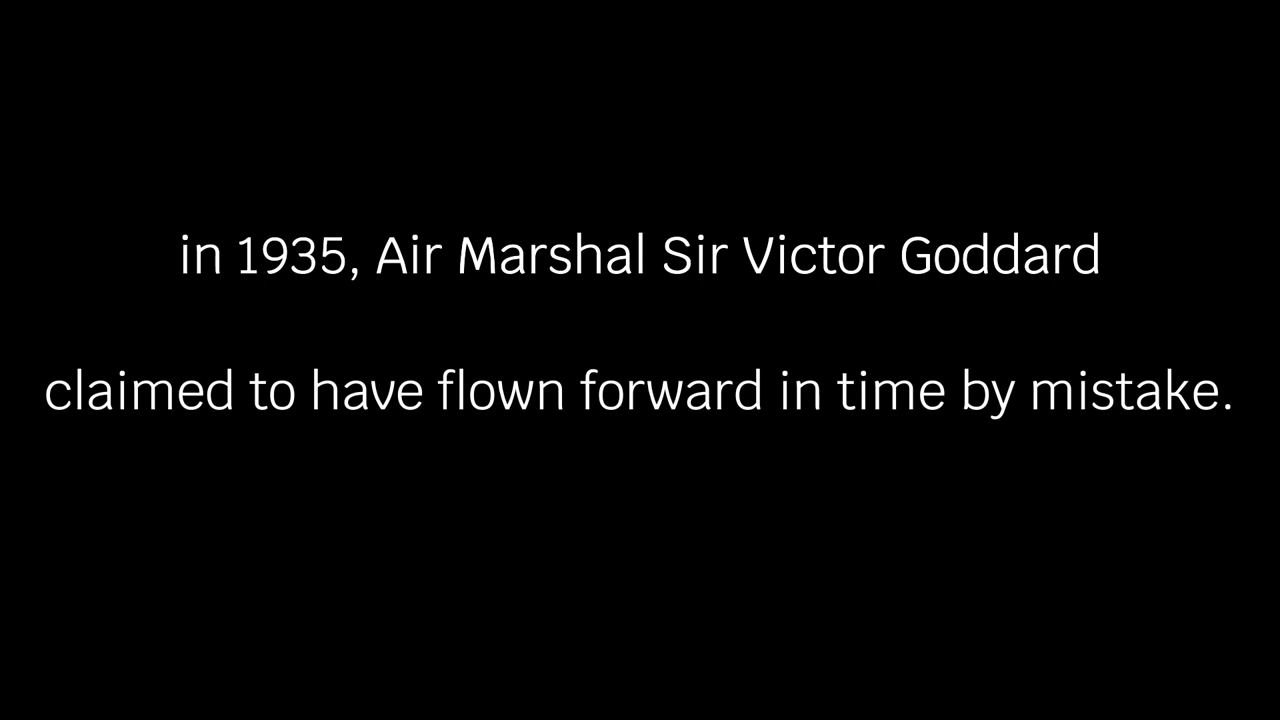 in 1935, Air Marshal Sir Victor Goddard
claimed to have flown forward in time by mistake.